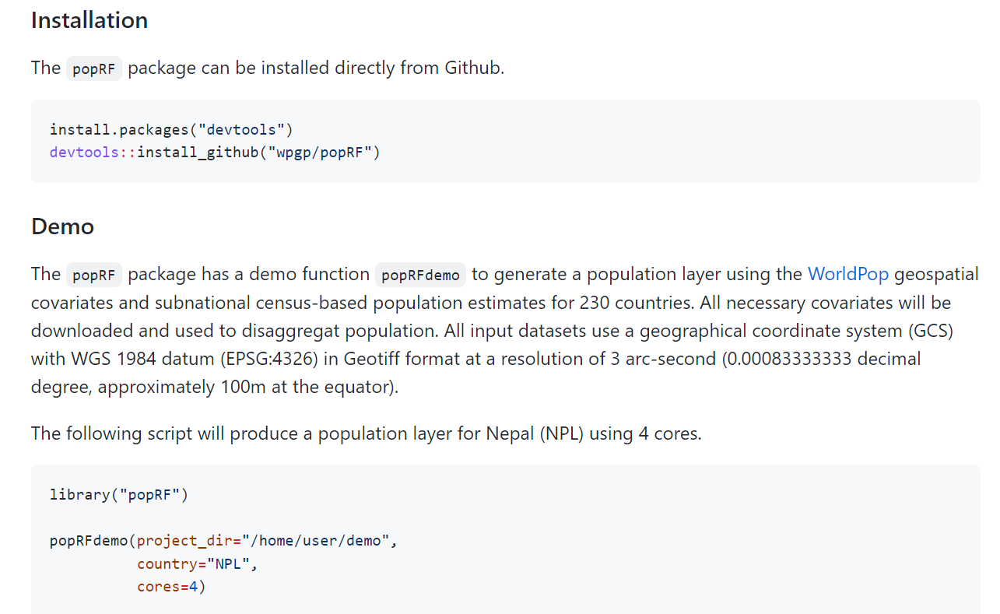 Installation
The popRF package can be installed directly from Github.
install.packages("devtools")
devtools::install_github("wpgp/popRF")
Demo
The popRF package has a demo function popRFdemo to generate a population layer using the WorldPop geospatial
covariates and subnational census-based population estimates for 230 countries. All necessary covariates will be
downloaded and used to disaggregat population. All input datasets use a geographical coordinate system (GCS)
with WGS 1984 datum (EPSG:4326) in Geotiff format at a resolution of 3 arc-second (0.00083333333 decimal
degree, approximately 100m at the equator).
The following script will produce a population layer for Nepal (NPL) using 4 cores.
library("popRF")
popRFdemo(project_dir="/home/user/demo",
country="NPL",
cores=4)